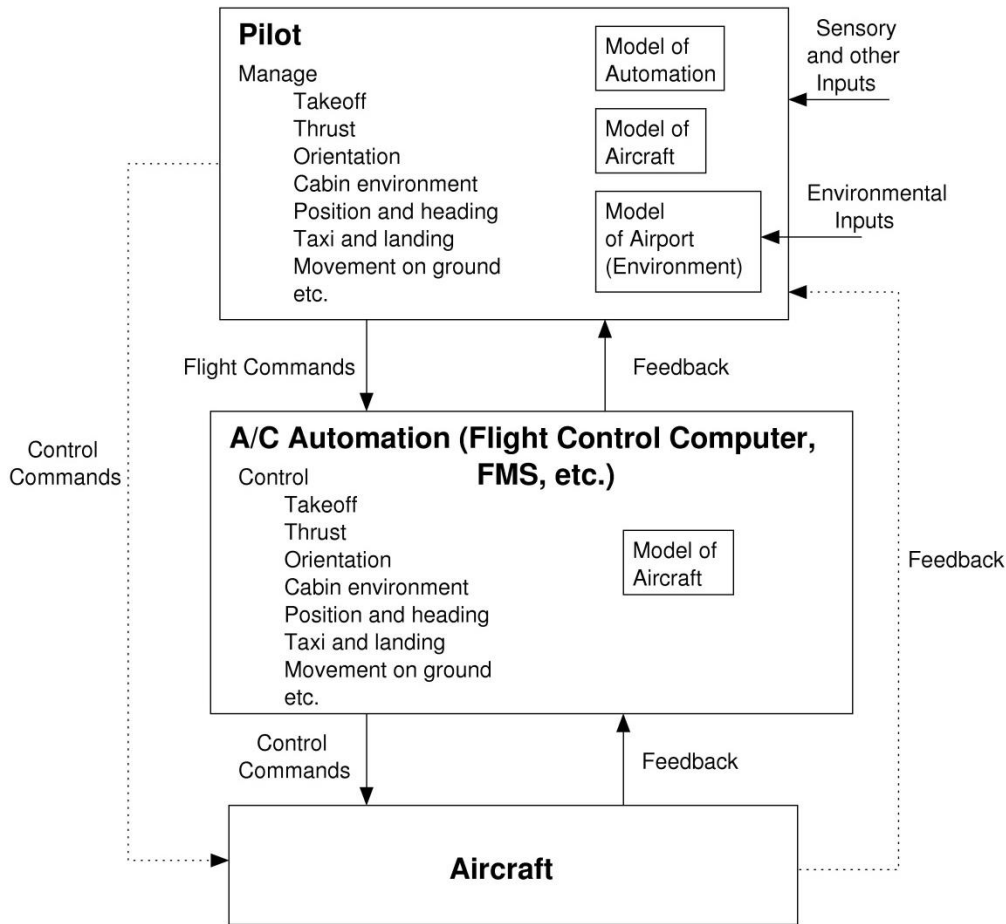 Pilot
Manage
Takeoff
Thrust
Orientation
Cabin environment
Position and heading
Taxi and landing
Movement on ground
etc.
Model of
Automation
Model of
Aircraft
Model
of Airport
(Environment)
Sensory
and other
Inputs
Environmental
Inputs
Flight Commands
Feedback
Control
Commands
A/C Automation (Flight Control Computer,
FMS, etc.)
Control
Takeoff
Thrust
Orientation
Cabin environment
Position and heading
Taxi and landing
Movement on ground
etc.
Model of
Aircraft
Feedback
Control
Commands
Feedback
Aircraft